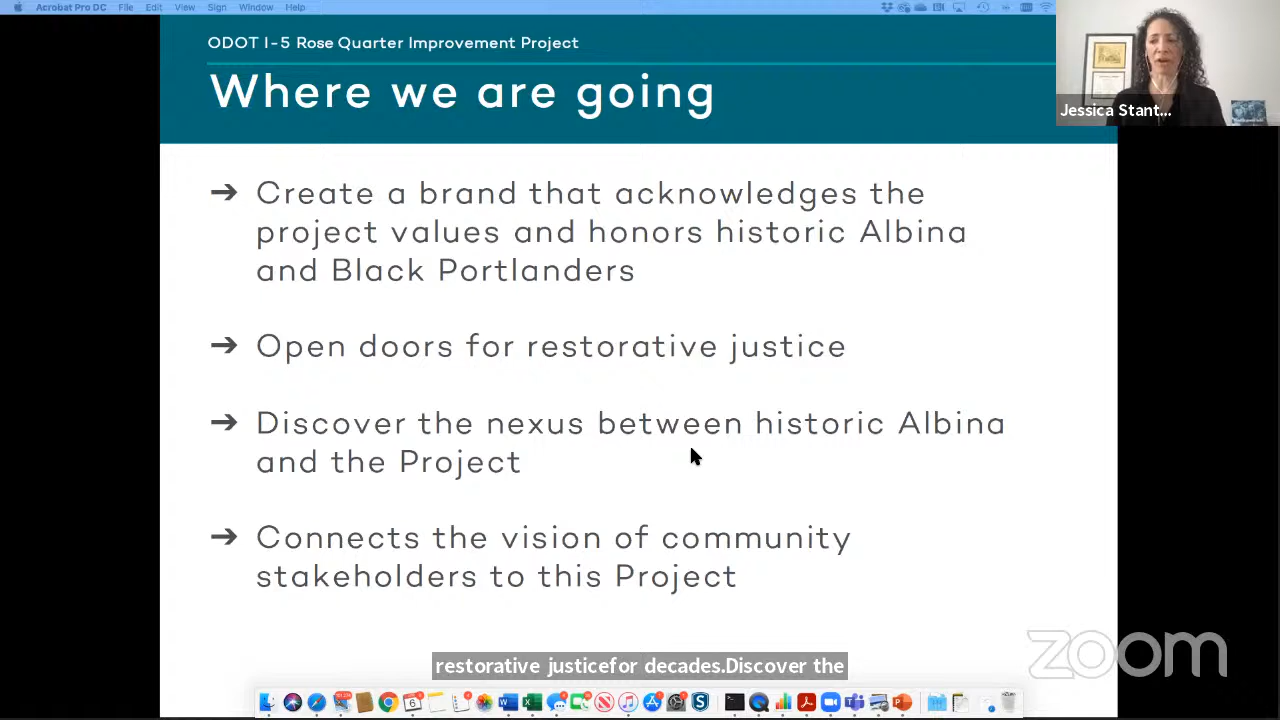 Acrobat Pro DC File Edit View Sign Window Help
ODOT I-5 Rose Quarter Improvement Project
Where we are going
Jessica Stant...
➔ Create a brand that acknowledges the
project values and honors historic Albina
and Black Portlanders
➔ Open doors for restorative justice
➔ Discover the nexus between historic Albina
and the Project
➔ Connects the vision of community
stakeholders to this Project
restorative justicefor decades.Discover the
zoom